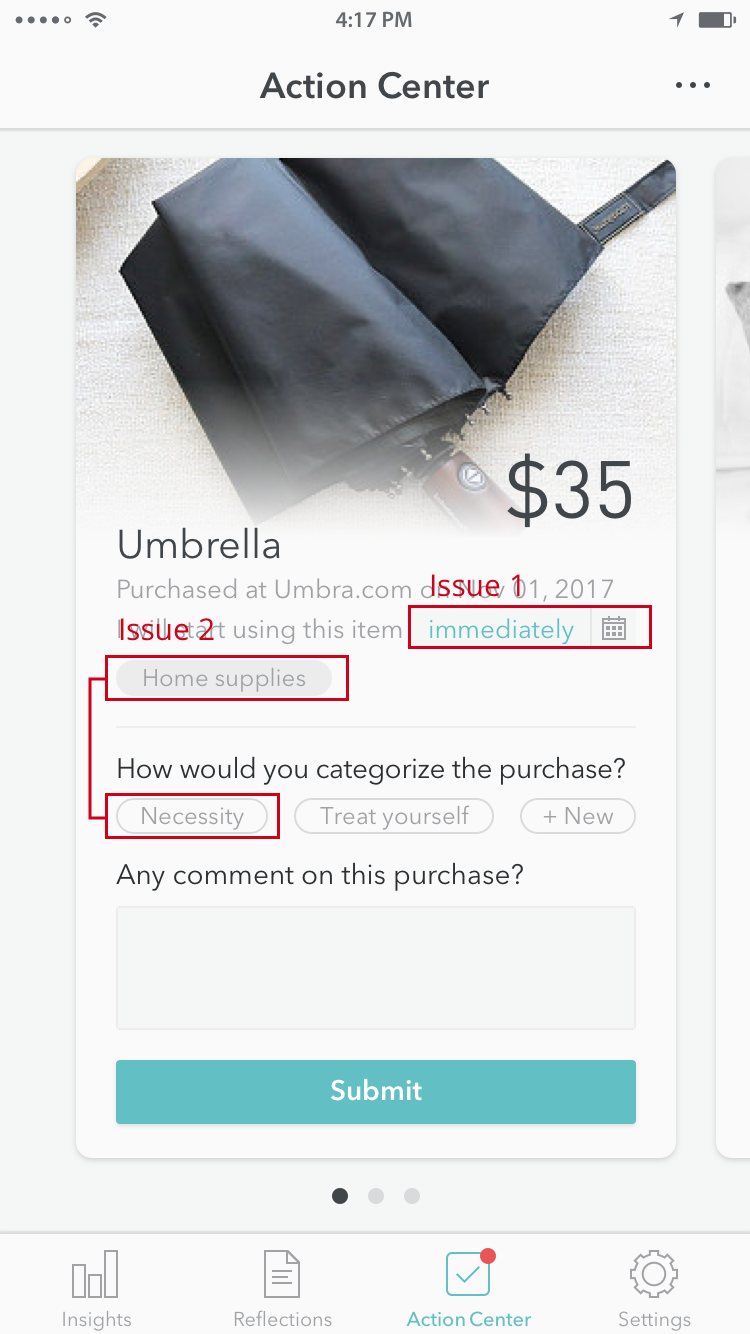 4:17 PM
Action Center
$35
Umbrella
Issue 1
Purchased at Umbra.com on Nov 01, 2017
Issue 2
I will start using this item immediately
Home supplies
How would you categorize the purchase?
Necessity Treat yourself + New
Any comment on this purchase?
Submit
Insights Reflections Action Center Settings